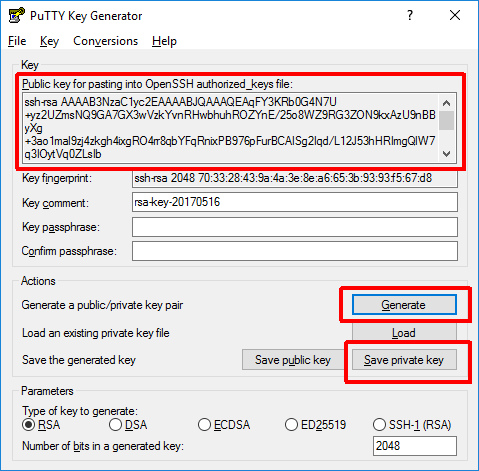 PuTTY Key Generator
File Key Conversions Help
Key
Public key for pasting into OpenSSH authorized_keys file:
ssh-rsa AAAAB3NzaC1yc2EAAAABJQAAAQEAqFY3KRb0G4N7U
+yz2UZmsNQ9GA7GX3wVzkYvnRHwbhuhROZYnE/25o8WZ9RG3ZON9kxAzU9nBB
yXg
+3ao1mal9zj4zkgh4ixgRO4rr8qbYFqRnixPB976pFurBCAISg2lqd/L12J53hHRlmgQlW7
q3lOytVq0ZLsIb
Key fingerprint: ssh-rsa 2048 70:33:28:43:9a:4a:3e:8e:a6:65:3b:93:93:f5:67:d8
Key comment: rsa-key-20170516
Key passphrase:
Confirm passphrase:
Actions
Generate a public/private key pair Generate
Load an existing private key file Load
Save the generated key Save public key Save private key
Parameters
Type of key to generate:
RSA DSA ECDSA ED25519 SSH-1 (RSA)
Number of bits in a generated key: 2048